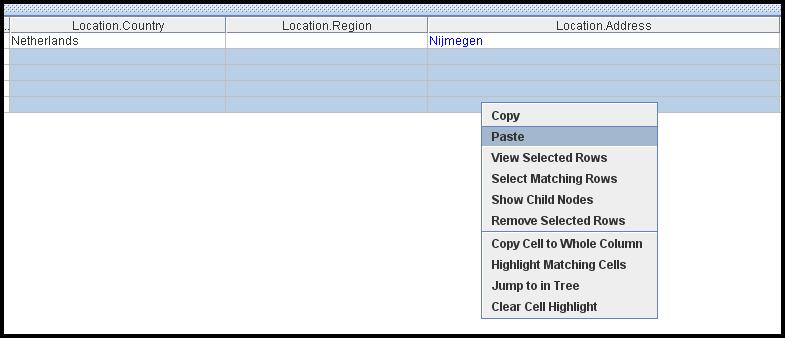 Location.Country Location.Region Location.Address
Netherlands Nijmegen
Copy
Paste
View Selected Rows
Select Matching Rows
Show Child Nodes
Remove Selected Rows
Copy Cell to Whole Column
Highlight Matching Cells
Jump to in Tree
Clear Cell Highlight